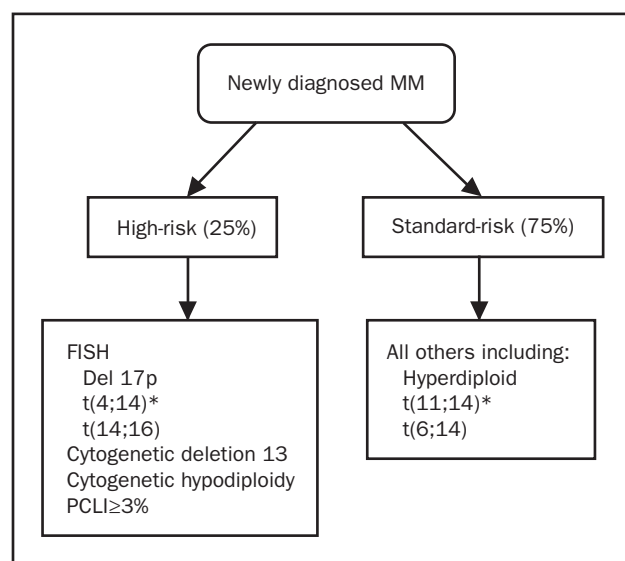 Newly diagnosed MM
High-risk (25%)
Standard-risk (75%)
FISH
Del 17p
t(4;14)*
t(14;16)
Cytogenetic deletion 13
Cytogenetic hypodiploidy
PCLI≥3%
All others including:
Hyperdiploid
t(11;14)*
t(6;14)